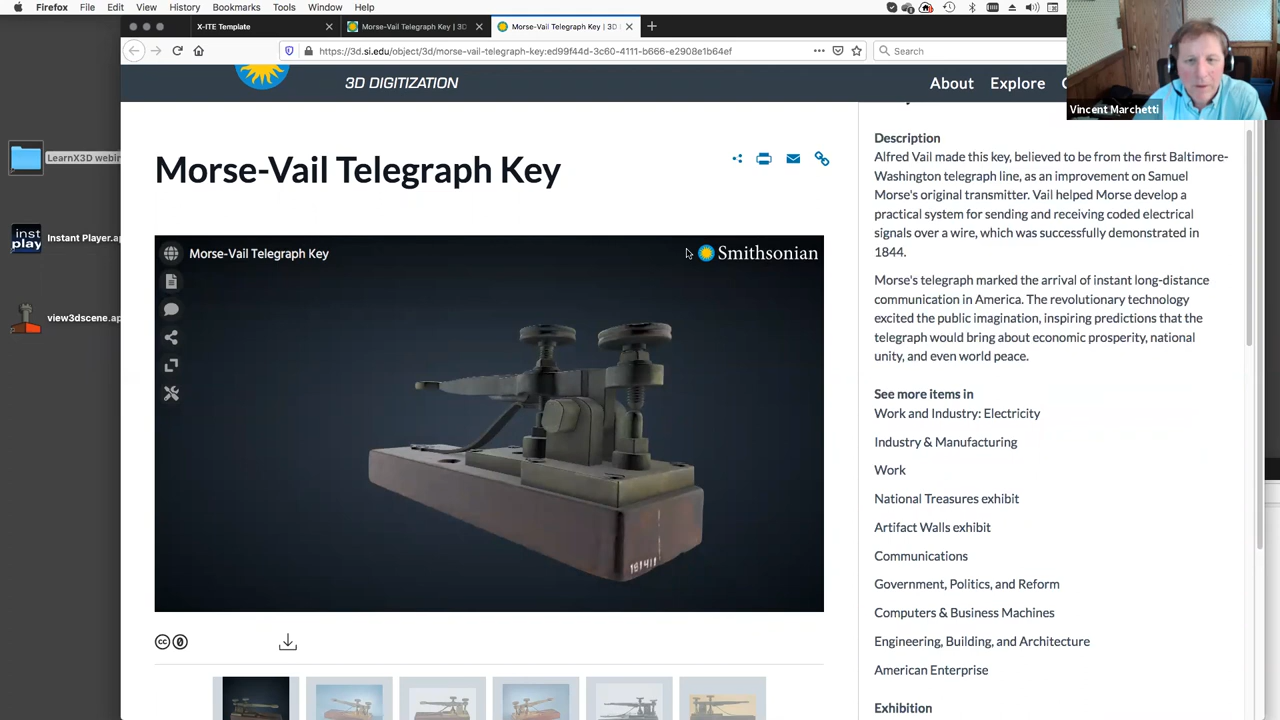 Firefox File Edit View History Bookmarks Tools Window Help
X-ITE Template
Morse-Vail Telegraph Key | 3D
Morse-Vail Telegraph Key | 3D
https://3d.si.edu/object/3d/morse-vail-telegraph-key:ed99f44d-3c60-4111-b666-e2908e1b64ef
Search
3D DIGITIZATION
About Explore
Vincent Marchetti
LearnX3D webin
Instant Player.ap
view3dscene.ap
inst
play
Morse-Vail Telegraph Key
Morse-Vail Telegraph Key
Smithsonian
181411
cc 0
Description
Alfred Vail made this key, believed to be from the first Baltimore-
Washington telegraph line, as an improvement on Samuel
Morse's original transmitter. Vail helped Morse develop a
practical system for sending and receiving coded electrical
signals over a wire, which was successfully demonstrated in
1844.
Morse's telegraph marked the arrival of instant long-distance
communication in America. The revolutionary technology
excited the public imagination, inspiring predictions that the
telegraph would bring about economic prosperity, national
unity, and even world peace.
See more items in
Work and Industry: Electricity
Industry & Manufacturing
Work
National Treasures exhibit
Artifact Walls exhibit
Communications
Government, Politics, and Reform
Computers & Business Machines
Engineering, Building, and Architecture
American Enterprise
Exhibition